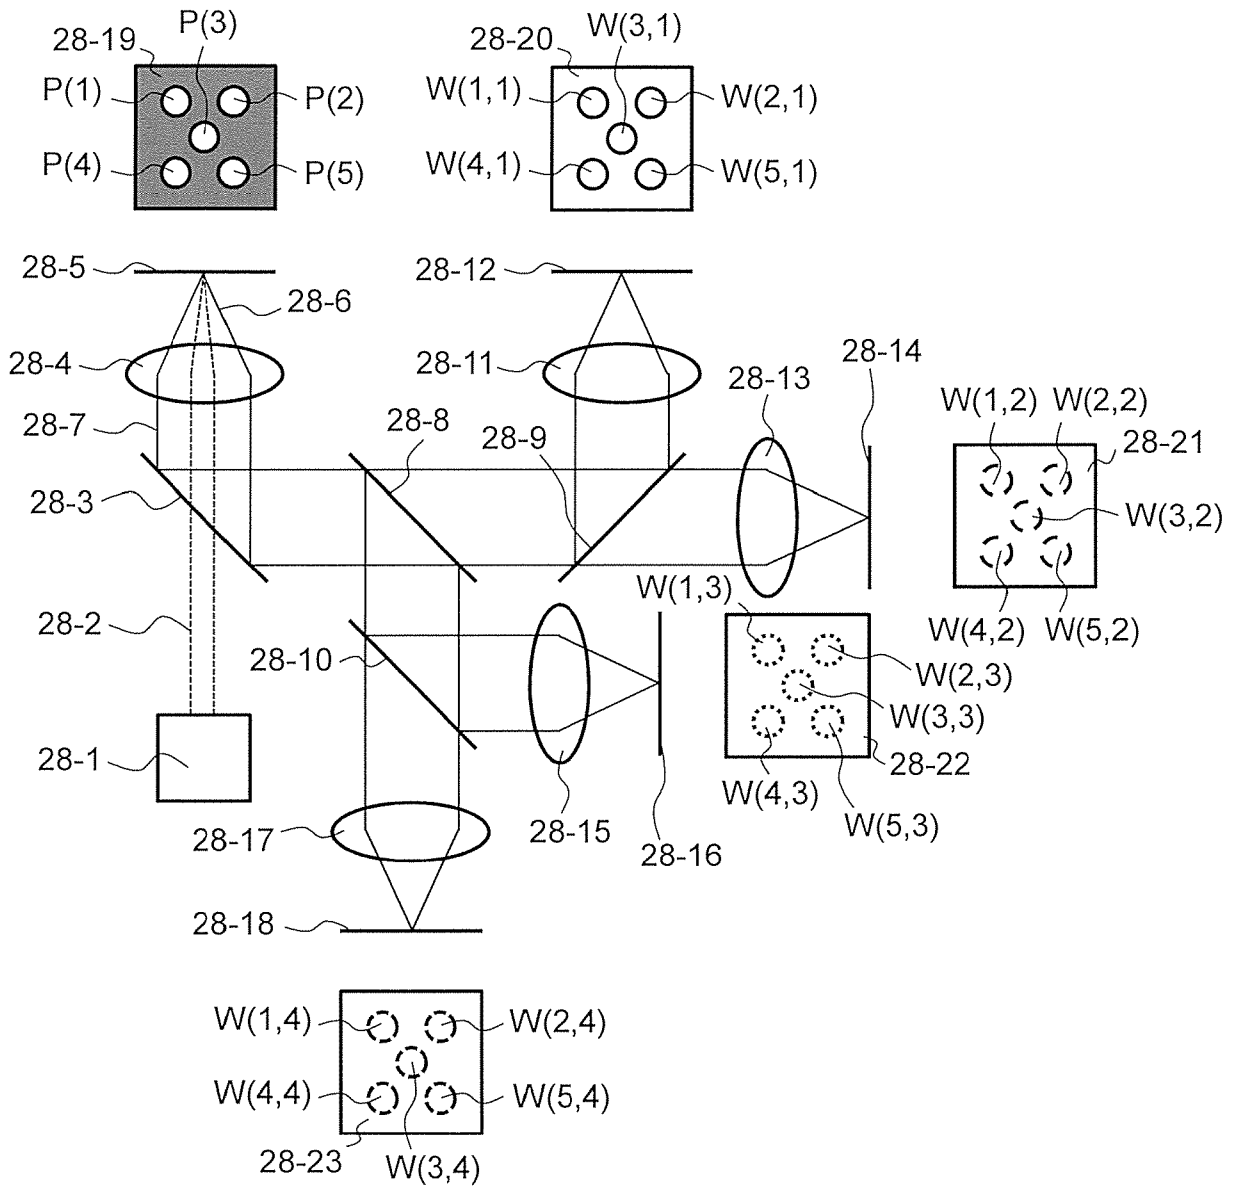 P(3)
W(3,1)
28-19
28-20
P(1)
P(2)
W(1,1)
W(2,1)
P(4)
P(5)
W(4,1)
W(5,1)
28-5
28-12
28-6
28-4
28-11
28-14
28-13
W(1,2)
W(2,2)
28-7
28-8
28-9
28-21
28-3
W(3,2)
W(1,3)
28-2
W(4,2)
W(5,2)
28-10
W(2,3)
W(3,3)
28-1
28-22
W(4,3)
28-17
28-15
W(5,3)
28-16
28-18
W(1,4)
W(2,4)
W(4,4)
W(5,4)
28-23
W(3,4)